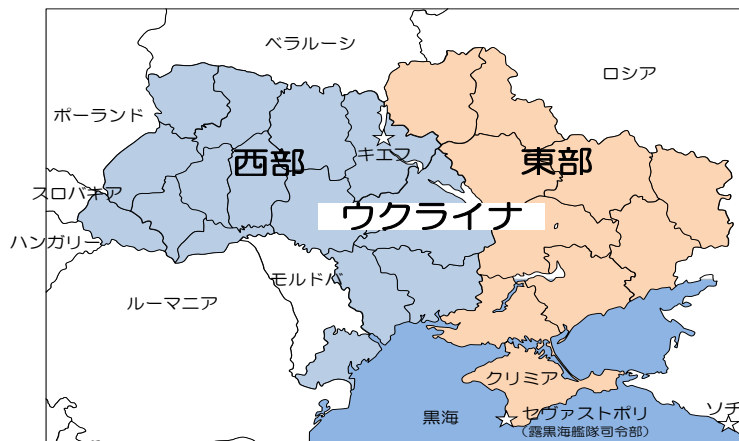 ベラルーシ
ロシア
ポーランド
キエフ
西部
東部
スロバキア
ウクライナ
ハンガリー
モルドバ
ルーマニア
クリミア
黒海
セヴァストポリ
（露黒海艦隊司令部）
ソチ